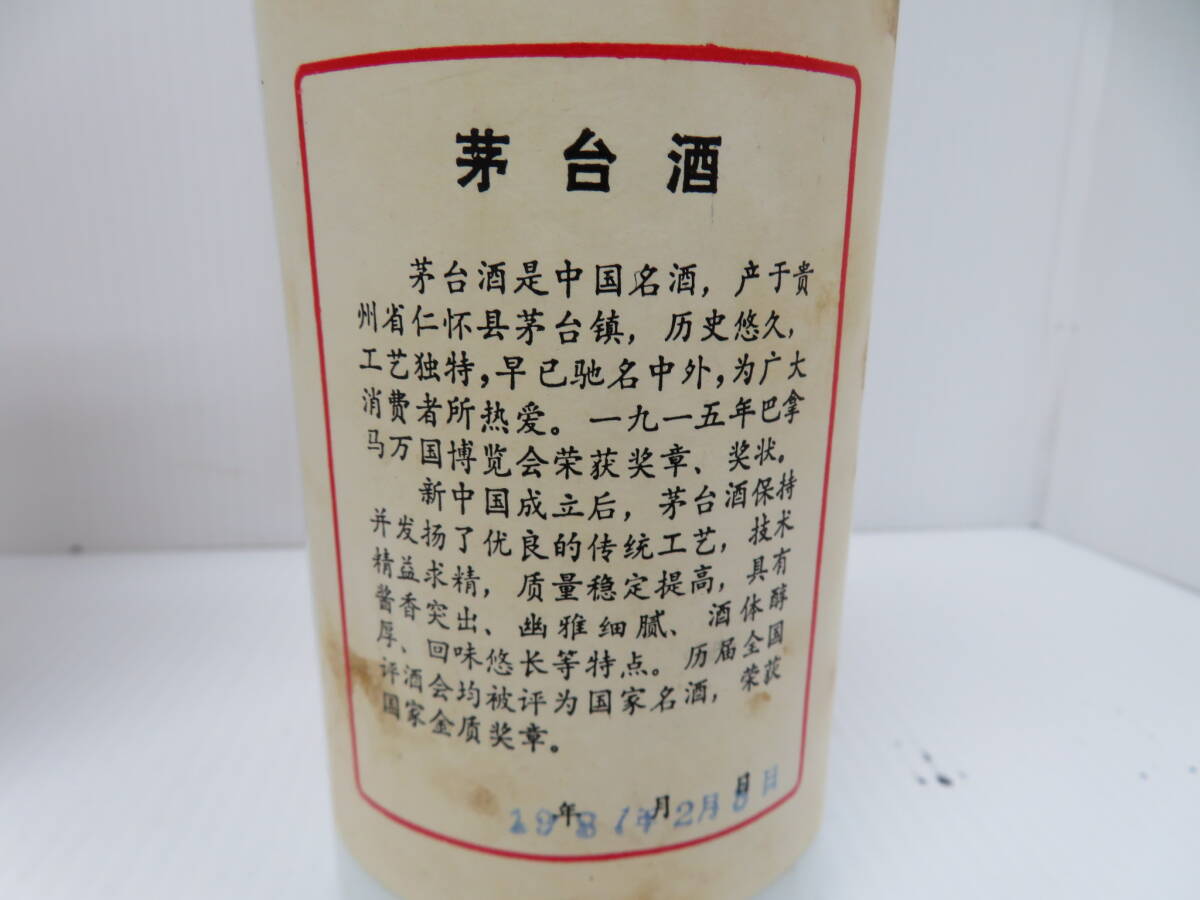 茅台酒
茅台酒是中国名酒，产于贵
州省仁怀县茅台镇，历史悠久，
工艺独特，早已驰名中外，为广大
消费者所热爱。一九一五年巴拿
马万国博览会荣获奖章、奖状。
新中国成立后，茅台酒保持
并发扬了优良的传统工艺，技术
精益求精，质量稳定提高，具有
酱香突出、幽雅细腻、酒体醇
厚、回味悠长等特点。历届全国
评酒会均被评为国家名酒，荣获
国家金质奖章。
年 月 日